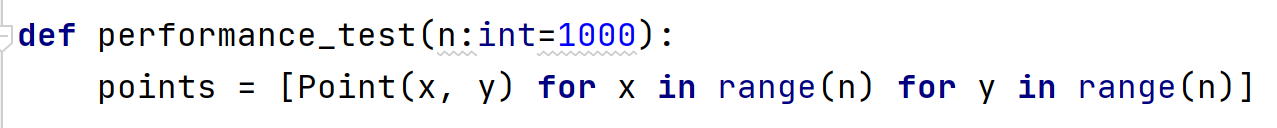 def performance_test(n:int=1000):
    points = [Point(x, y) for x in range(n) for y in range(n)]